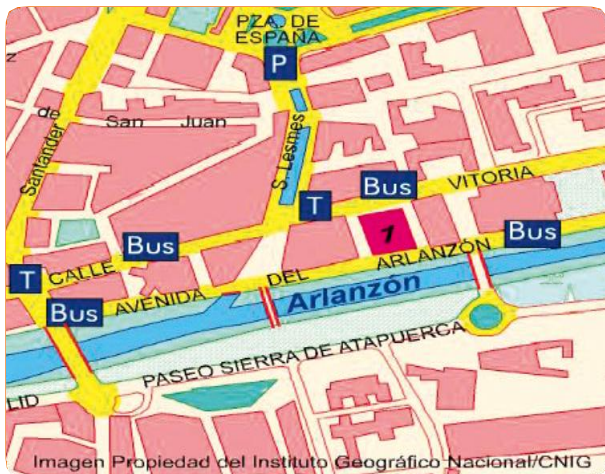 PZA. DE
ESPAÑA
P
z
de
Santander
San Juan
S. Lesmes
Bus
VITORIA
T
1
Bus
Bus
T
CALLE
ARLANZÓN
DEL
AVENIDA
Bus
Arlanzón
PASEO SIERRA DE ATAPUERCA
LID
Imagen Propiedad del Instituto Geográfico Nacional/CNIG